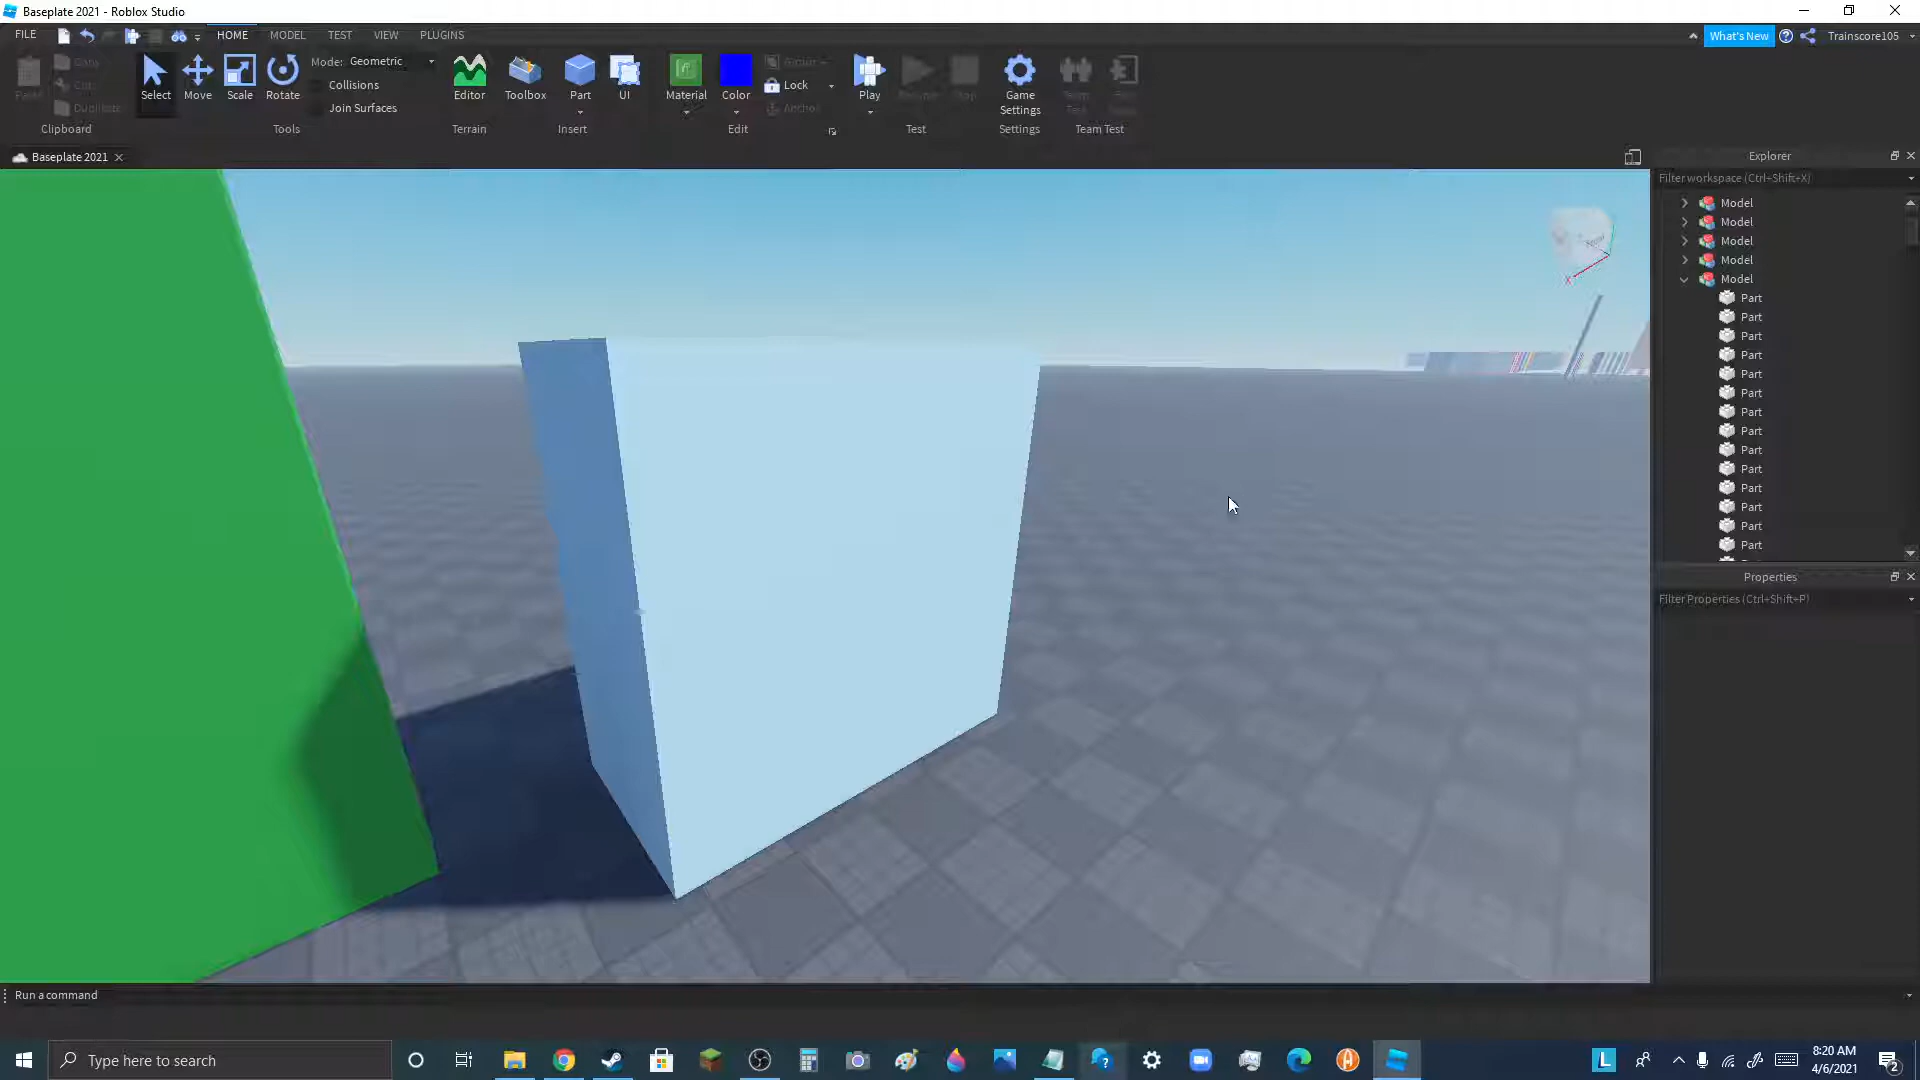 Baseplate 2021 - Roblox Studio
FILE HOME MODEL TEST VIEW PLUGINS What's New Trainscore105
Mode: Geometric
Collisions
Join Surfaces
Select Move Scale Rotate Editor Toolbox Part UI Material Color Lock Play Game Settings
Duplicate
Anchor
Clipboard Tools Terrain Insert Edit Test Settings Team Test
Baseplate 2021
Explorer
Filter workspace (Ctrl+Shift+X)
Model
Model
Model
Model
Model
Part
Part
Part
Part
Part
Part
Part
Part
Part
Part
Part
Part
Part
Part
Properties
Filter Properties (Ctrl+Shift+P)
X
Run a command
Type here to search
L
8:20 AM
4/6/2021
2